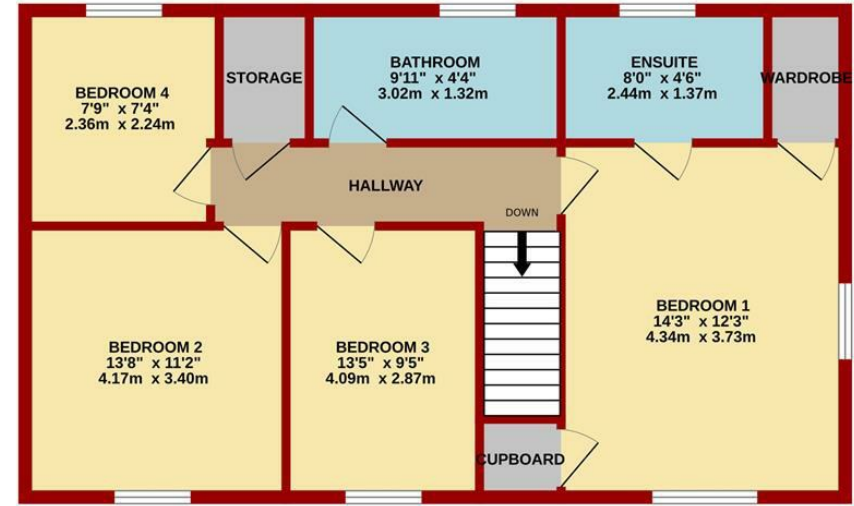 BEDROOM 4
7'9" x 7'4"
2.36m x 2.24m
STORAGE
BATHROOM
9'11" x 4'4"
3.02m x 1.32m
ENSUITE
8'0" x 4'6"
2.44m x 1.37m
WARDROBE
HALLWAY
DOWN
BEDROOM 1
14'3" x 12'3"
4.34m x 3.73m
BEDROOM 2
13'8" x 11'2"
4.17m x 3.40m
BEDROOM 3
13'5" x 9'5"
4.09m x 2.87m
CUPBOARD